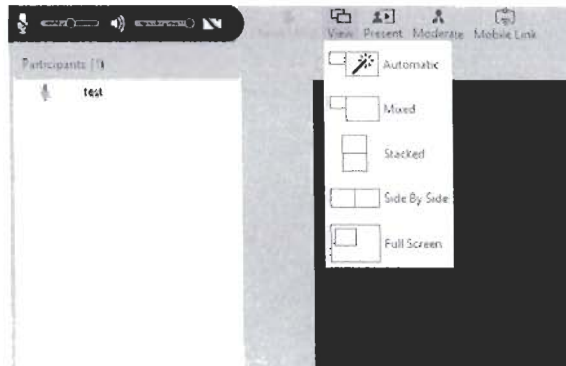 View Present Moderate Mobile Link
Participants (1)
test
Automatic
Mixed
Stacked
Side By Side
Full Screen